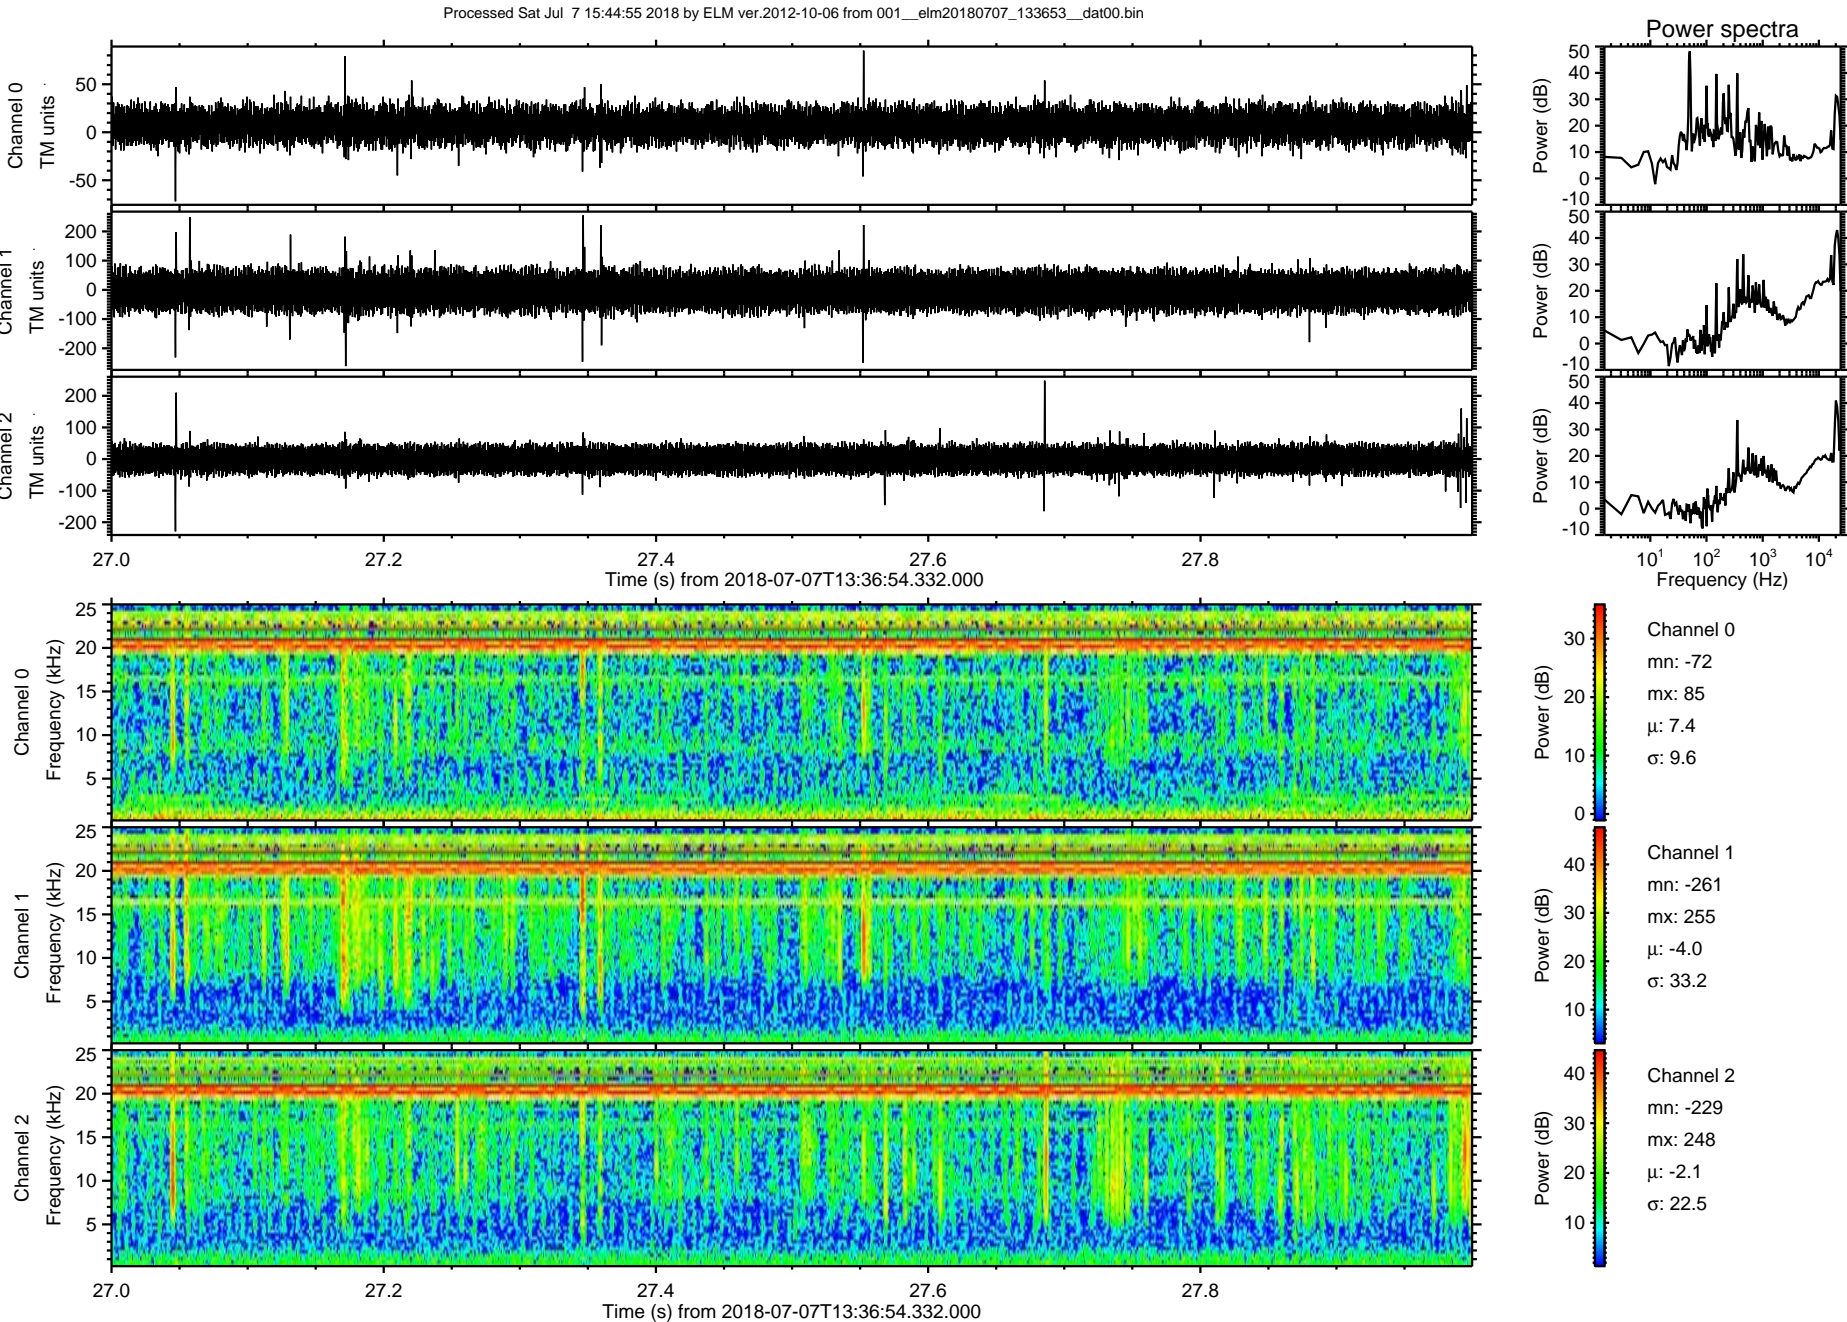 Processed Sat Jul  7 15:44:55 2018 by ELM ver.2012-10-06 from 001__elm20180707_133653__dat00.bin
Power spectra
Channel 0
TM units
50
0
-50
Power (dB)
50
40
30
20
10
0
-10
Channel 1
TM units
200
100
0
-100
-200
Power (dB)
50
40
30
20
10
0
-10
Channel 2
TM units
200
100
0
-100
-200
Power (dB)
50
40
30
20
10
0
-10
27.0 27.2 27.4 27.6 27.8
Time (s) from 2018-07-07T13:36:54.332.000
10¹ 10² 10³ 10⁴
Frequency (Hz)
Channel 0
Frequency (kHz)
25
20
15
10
5
Power (dB)
30
20
10
0
Channel 0
mn: -72
mx: 85
μ: 7.4
σ: 9.6
Channel 1
Frequency (kHz)
25
20
15
10
5
Power (dB)
40
30
20
10
Channel 1
mn: -261
mx: 255
μ: -4.0
σ: 33.2
Channel 2
Frequency (kHz)
25
20
15
10
5
Power (dB)
40
30
20
10
Channel 2
mn: -229
mx: 248
μ: -2.1
σ: 22.5
27.0 27.2 27.4 27.6 27.8
Time (s) from 2018-07-07T13:36:54.332.000